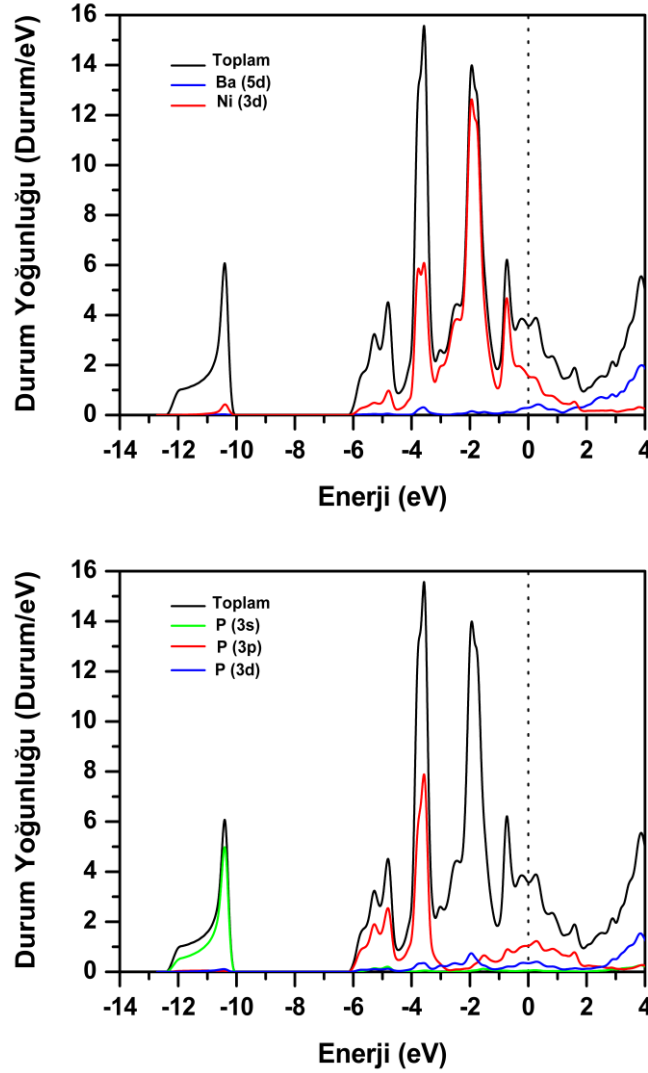 Durum Yoğunluğu (Durum/eV)
16
14
12
10
8
6
4
2
0
Toplam
Ba (5d)
Ni (3d)
-14 -12 -10 -8 -6 -4 -2 0 2 4
Enerji (eV)
Durum Yoğunluğu (Durum/eV)
16
14
12
10
8
6
4
2
0
Toplam
P (3s)
P (3p)
P (3d)
-14 -12 -10 -8 -6 -4 -2 0 2 4
Enerji (eV)